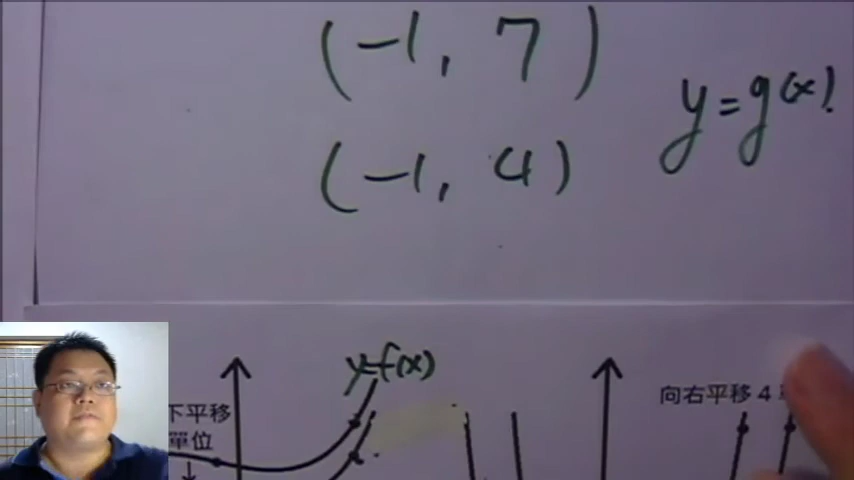 (-1, 7)
y=g(x)
(-1, 4)
y=f(x)
下平移
單位
向右平移 4